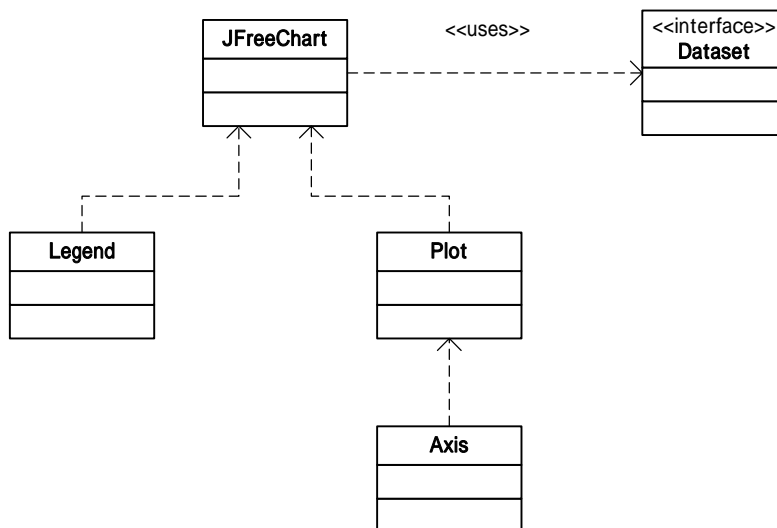 JFreeChart
<<uses>>
<<interface>>
Dataset
Legend
Plot
Axis